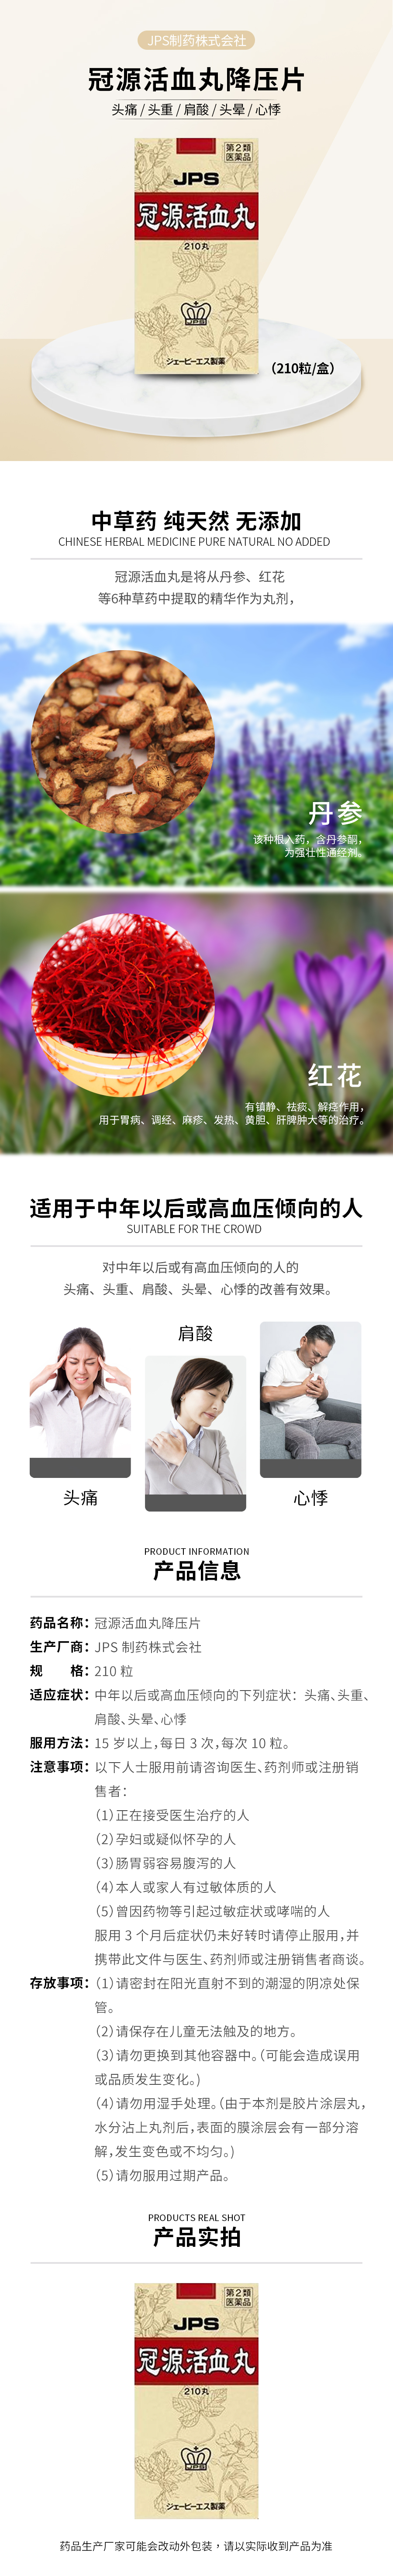 JPS制药株式会社
冠源活血丸降压片
头痛 / 头重 / 肩酸 / 头晕 / 心悸
第2類
医薬品
JPS
冠源活血丸
210丸
ジェーピーエス製薬
（210粒/盒）
中草药 纯天然 无添加
CHINESE HERBAL MEDICINE PURE NATURAL NO ADDED
冠源活血丸是将从丹参、红花
等6种草药中提取的精华作为丸剂，
丹参
该种根入药，含丹参酮，
为强壮性通经剂。
红花
有镇静、祛痰、解痉作用，
用于胃病、调经、麻疹、发热、黄胆、肝脾肿大等的治疗。
适用于中年以后或高血压倾向的人
SUITABLE FOR THE CROWD
对中年以后或有高血压倾向的人的
头痛、头重、肩酸、头晕、心悸的改善有效果。
肩酸
头痛
心悸
PRODUCT INFORMATION
产品信息
药品名称：冠源活血丸降压片
生产厂商：JPS 制药株式会社
规 格：210 粒
适应症状：中年以后或高血压倾向的下列症状：头痛、头重、
肩酸、头晕、心悸
服用方法：15 岁以上，每日 3 次，每次 10 粒。
注意事项：以下人士服用前请咨询医生、药剂师或注册销
售者：
（1）正在接受医生治疗的人
（2）孕妇或疑似怀孕的人
（3）肠胃弱容易腹泻的人
（4）本人或家人有过敏体质的人
（5）曾因药物等引起过敏症状或哮喘的人
服用 3 个月后症状仍未好转时请停止服用，并
携带此文件与医生、药剂师或注册销售者商谈。
存放事项：（1）请密封在阳光直射不到的潮湿的阴凉处保
管。
（2）请保存在儿童无法触及的地方。
（3）请勿更换到其他容器中。（可能会造成误用
或品质发生变化。)
（4）请勿用湿手处理。（由于本剂是胶片涂层丸，
水分沾上丸剂后，表面的膜涂层会有一部分溶
解，发生变色或不均匀。)
（5）请勿服用过期产品。
PRODUCTS REAL SHOT
产品实拍
第2類
医薬品
JPS
冠源活血丸
210丸
ジェーピーエス製薬
药品生产厂家可能会改动外包装，请以实际收到产品为准